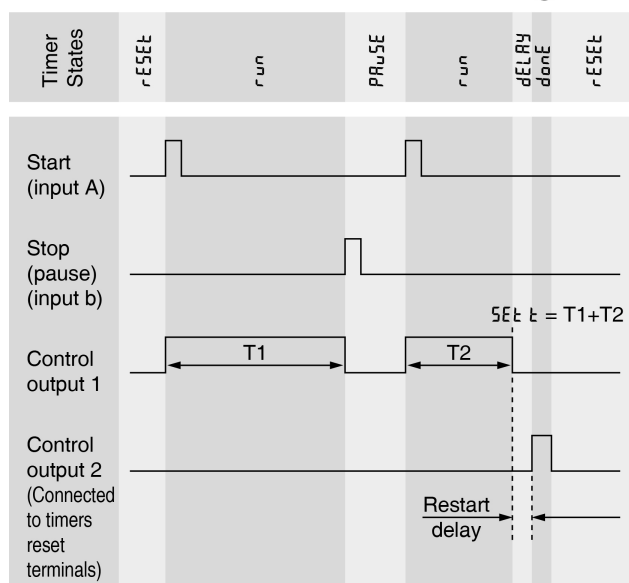 Timer
States
rESEt
run
PAuSE
run
dELAY
donE
rESEt
Start
(input A)
Stop
(pause)
(input b)
SEt t = T1+T2
Control
output 1
T1
T2
Control
output 2
(Connected
to timers
reset
terminals)
Restart
delay